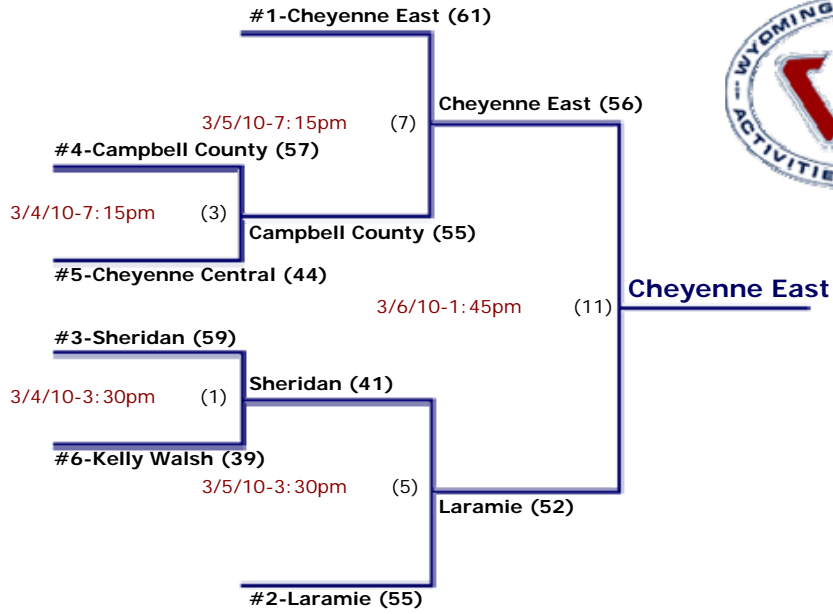 #1-Cheyenne East (61)
WYOMING
Cheyenne East (56)
3/5/10-7:15pm (7)
#4-Campbell County (57)
ACTIVITIE
3/4/10-7:15pm (3)
Campbell County (55)
#5-Cheyenne Central (44)
Cheyenne East
3/6/10-1:45pm (11)
#3-Sheridan (59)
Sheridan (41)
3/4/10-3:30pm (1)
#6-Kelly Walsh (39)
3/5/10-3:30pm (5)
Laramie (52)
#2-Laramie (55)